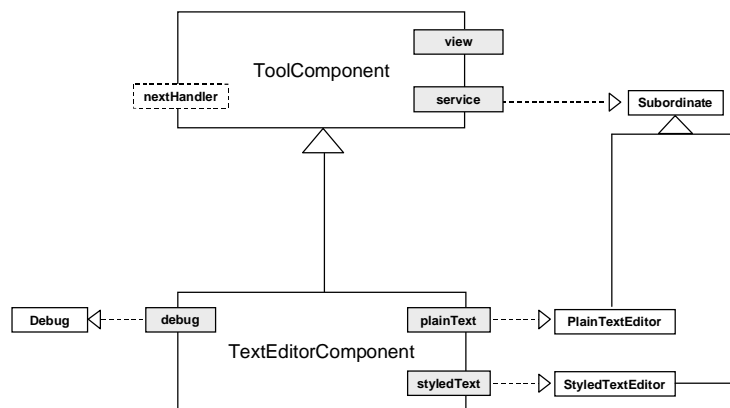 view
ToolComponent
nextHandler
service
Subordinate
Debug
debug
plainText
PlainTextEditor
TextEditorComponent
styledText
StyledTextEditor